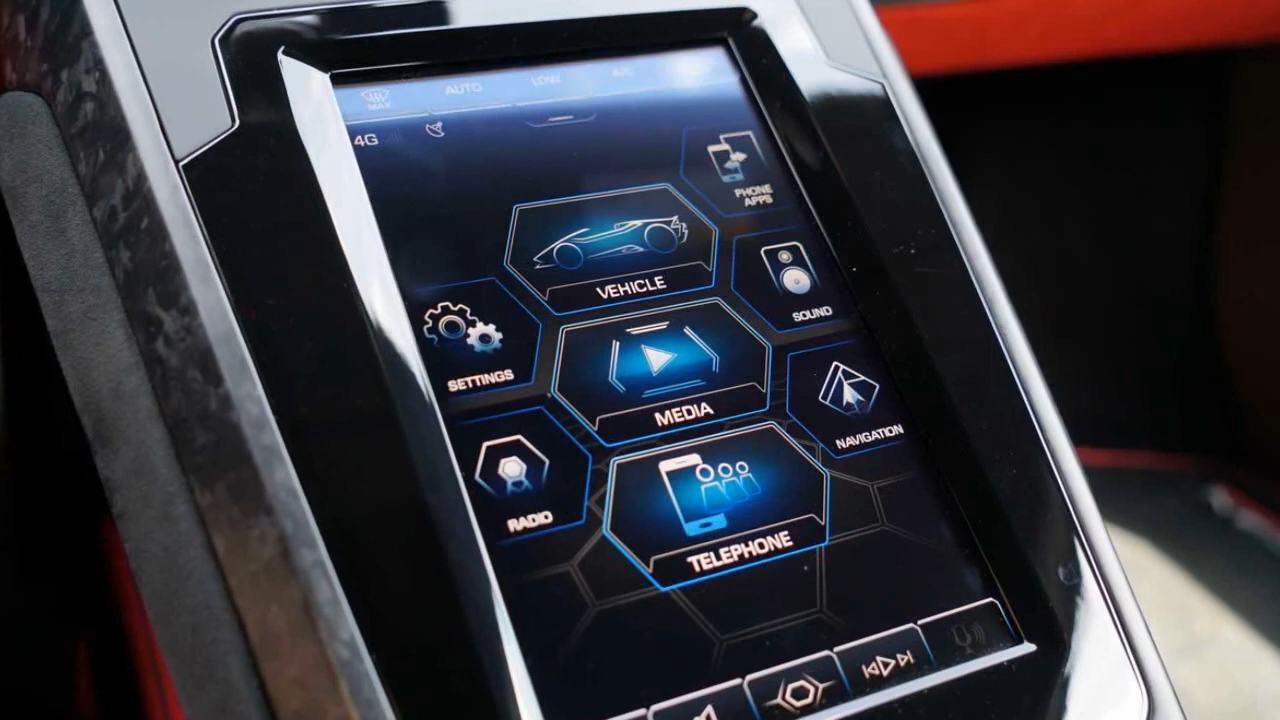 MAX
AUTO
LOW
A/C
4G
PHONE
APPS
VEHICLE
SOUND
SETTINGS
MEDIA
NAVIGATION
RADIO
TELEPHONE